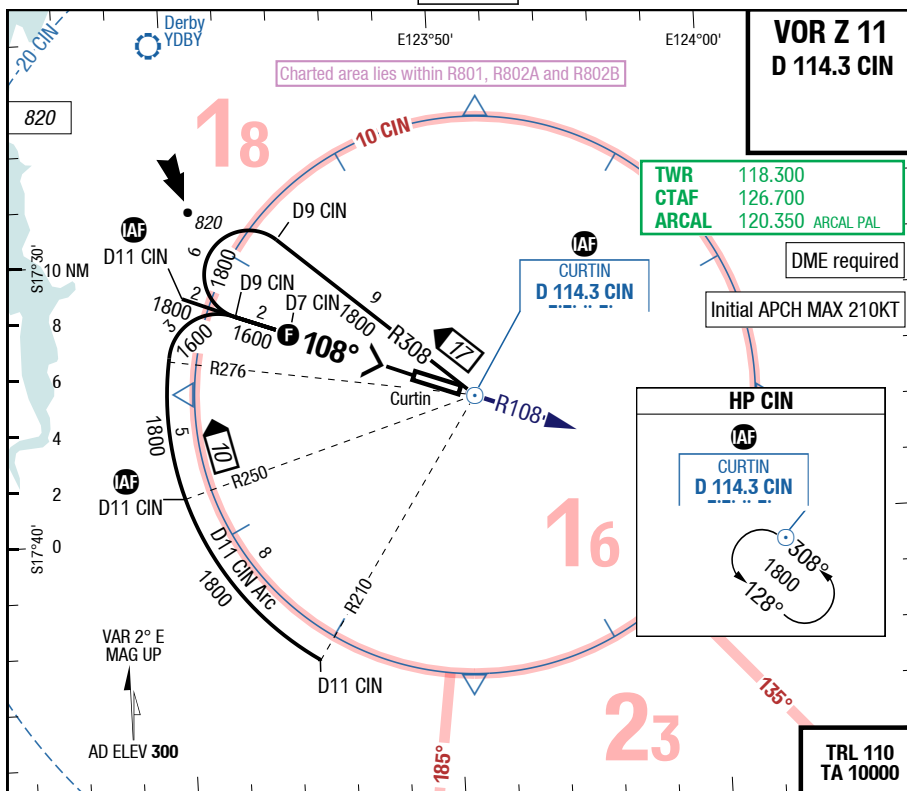 20 CIN
Derby
YDBY
E123°50'
E124°00'
VOR Z 11
D 114.3 CIN
Charted area lies within R801, R802A and R802B
820
18
10 CIN
TWR 118.300
CTAF 126.700
ARCAL 120.350 ARCAL PAL
820
D9 CIN
IAF
D11 CIN
6
1800
IAF
CURTIN
D 114.3 CIN
DME required
Initial APCH MAX 210KT
S17°30'
10 NM
8
6
4
2
0
2
1800
D9 CIN
2
1600
D7 CIN
F
108°
9
1800
R308
17
3
1600
R276
Curtin
R108
HP CIN
IAF
CURTIN
D 114.3 CIN
308°
1800
128°
1800
5
10
R250
IAF
D11 CIN
16
S17°40'
D11 CIN Arc
8
1800
R210
D11 CIN
VAR 2° E
MAG UP
AD ELEV 300
185°
23
135°
TRL 110
TA 10000